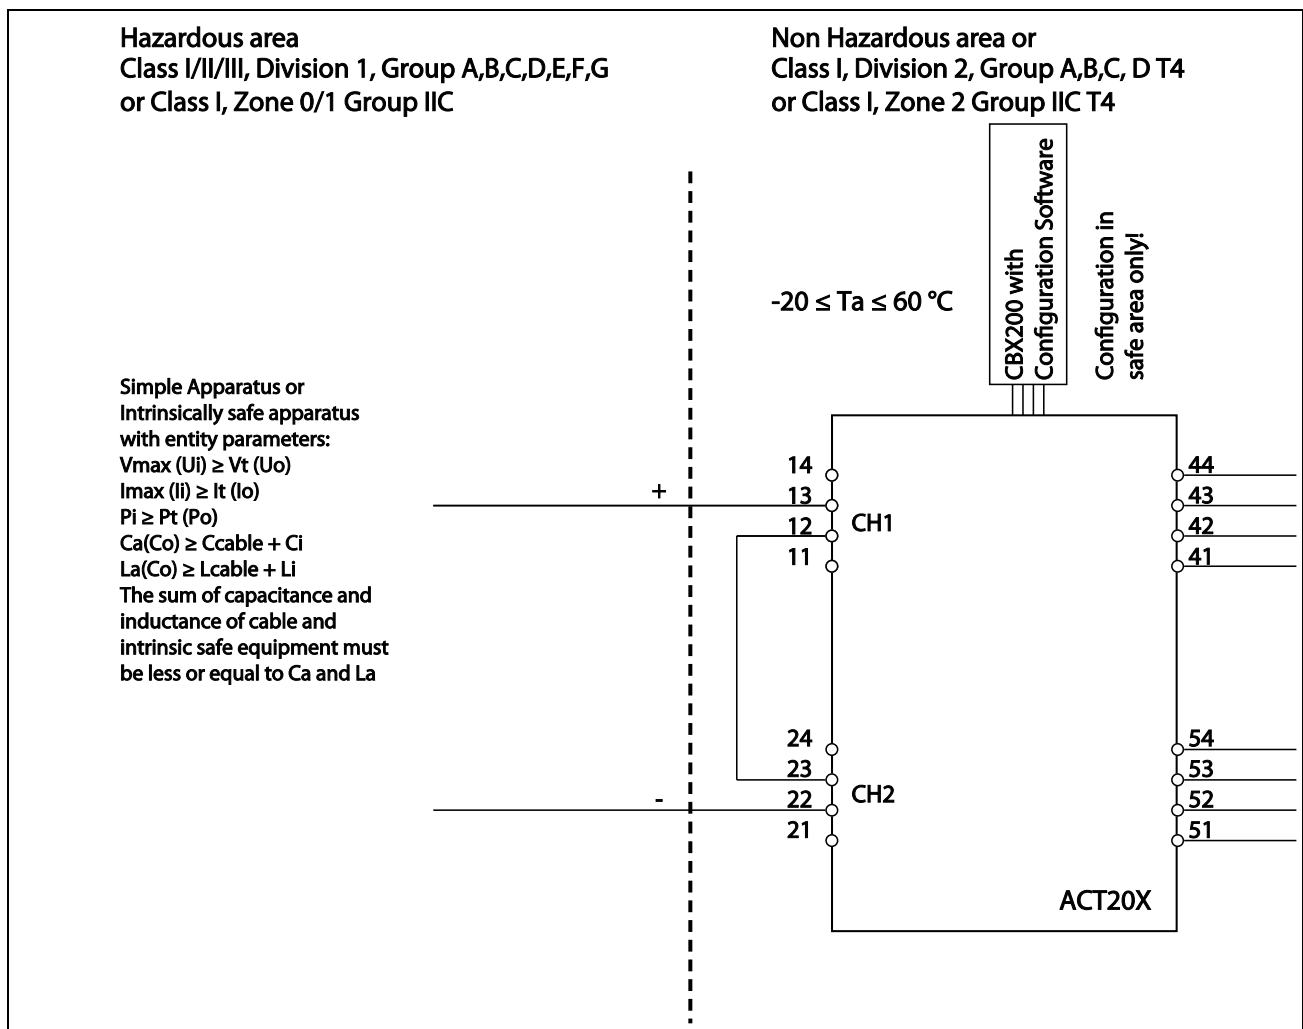 Hazardous area
Class I/II/III, Division 1, Group A,B,C,D,E,F,G
or Class I, Zone 0/1 Group IIC
Non Hazardous area or
Class I, Division 2, Group A,B,C, D T4
or Class I, Zone 2 Group IIC T4
CBX200 with
Configuration Software
Configuration in
safe area only!
-20 ≤ Ta ≤ 60 °C
Simple Apparatus or
Intrinsically safe apparatus
with entity parameters:
Vmax (Ui) ≥ Vt (Uo)
Imax (Ii) ≥ It (Io)
Pi ≥ Pt (Po)
Ca(Co) ≥ Ccable + Ci
La(Co) ≥ Lcable + Li
The sum of capacitance and
inductance of cable and
intrinsic safe equipment must
be less or equal to Ca and La
+
-
14
13
12
11
CH1
44
43
42
41
24
23
22
21
CH2
54
53
52
51
ACT20X